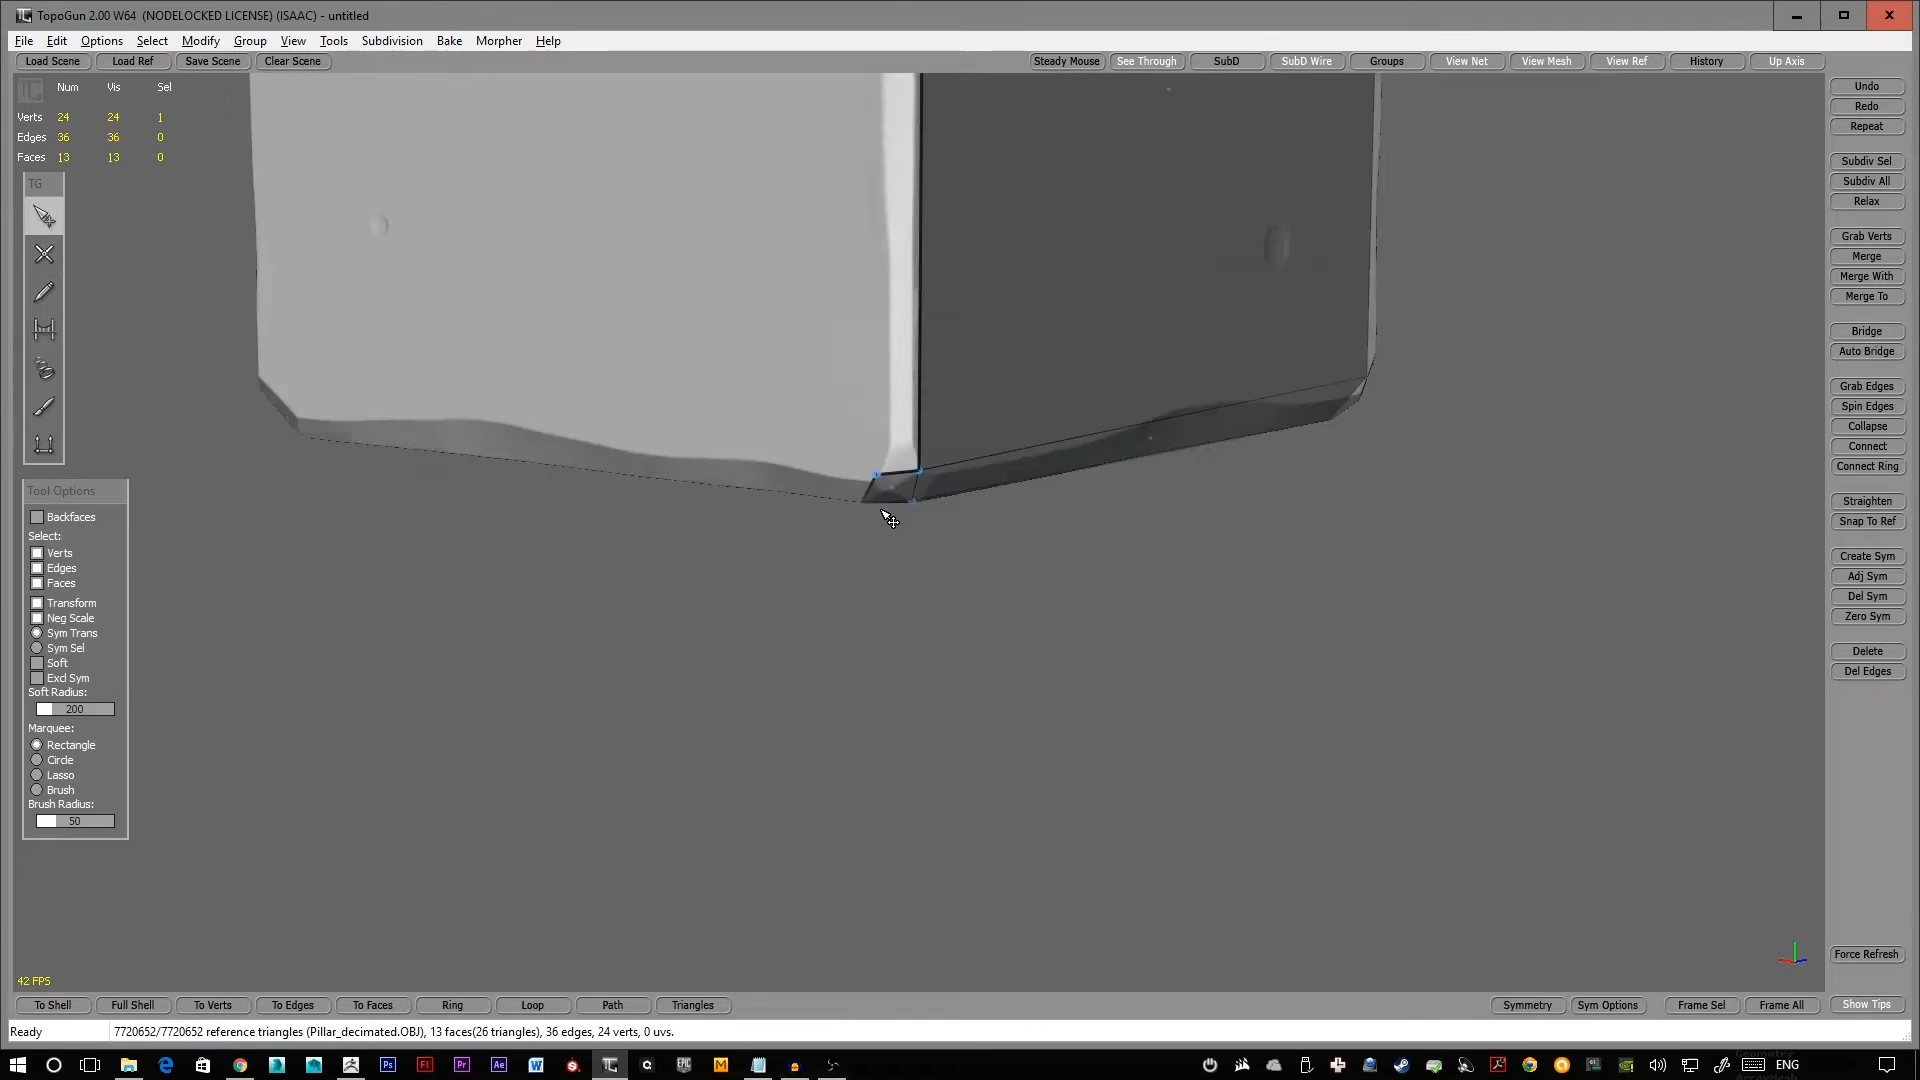 TopoGun 2.00 W64 (NODELOCKED LICENSE) (ISAAC) - untitled
File Edit Options Select Modify Group View Tools Subdivision Bake Morpher Help
Load Scene Load Ref Save Scene Clear Scene Steady Mouse See Through SubD SubD Wire Groups View Net View Mesh View Ref History Up Axis
Num Vis Sel
Verts 24 24 1
Edges 36 36 0
Faces 13 13 0
TG
Tool Options
Backfaces
Select:
Verts
Edges
Faces
Transform
Neg Scale
Sym Trans
Sym Sel
Soft
Excl Sym
Soft Radius:
200
Marquee:
Rectangle
Circle
Lasso
Brush
Brush Radius:
50
Undo
Redo
Repeat
Subdiv Sel
Subdiv All
Relax
Grab Verts
Merge
Merge With
Merge To
Bridge
Auto Bridge
Grab Edges
Spin Edges
Collapse
Connect
Connect Ring
Straighten
Snap To Ref
Create Sym
Adj Sym
Del Sym
Zero Sym
Delete
Del Edges
Force Refresh
42 FPS
To Shell Full Shell To Verts To Edges To Faces Ring Loop Path Triangles Symmetry Sym Options Frame Sel Frame All Show Tips
Ready 7720652/7720652 reference triangles (Pillar_decimated.OBJ), 13 faces(26 triangles), 36 edges, 24 verts, 0 uvs.
ENG